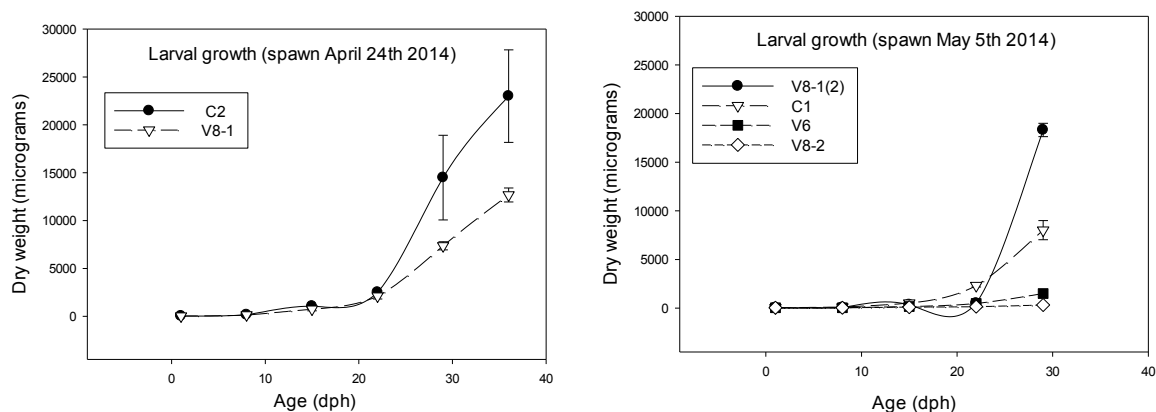 Larval growth (spawn April 24th 2014)
C2
V8-1
Dry weight (micrograms)
30000
25000
20000
15000
10000
5000
0
0 10 20 30 40
Age (dph)
Larval growth (spawn May 5th 2014)
V8-1(2)
C1
V6
V8-2
Dry weight (micrograms)
30000
25000
20000
15000
10000
5000
0
0 10 20 30 40
Age (dph)